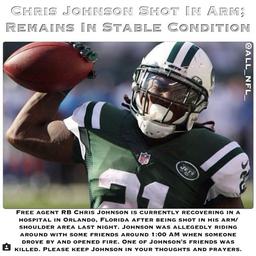 Chris Johnson Shot In Arm;
Remains In Stable Condition
@ALL_NFL_
JETS
21
Free agent RB Chris Johnson is currently recovering in a
hospital in Orlando, Florida after being shot in his arm/
shoulder area last night. Johnson was allegedly riding
around with some friends around 1:00 AM when someone
drove by and opened fire. One of Johnson's friends was
killed. Please keep Johnson in your thoughts and prayers.